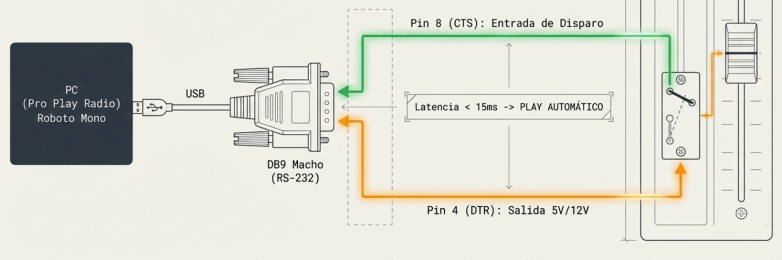 Pin 8 (CTS): Entrada de Disparo
PC
(Pro Play Radio)
Roboto Mono
USB
Latencia < 15ms -> PLAY AUTOMÁTICO
DB9 Macho
(RS-232)
Pin 4 (DTR): Salida 5V/12V